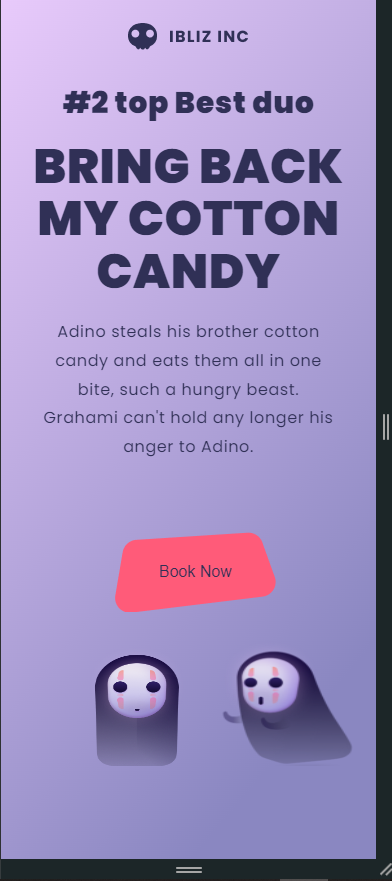 IBLIZ INC
#2 top Best duo
BRING BACK
MY COTTON
CANDY
Adino steals his brother cotton
candy and eats them all in one
bite, such a hungry beast.
Grahami can't hold any longer his
anger to Adino.
Book Now